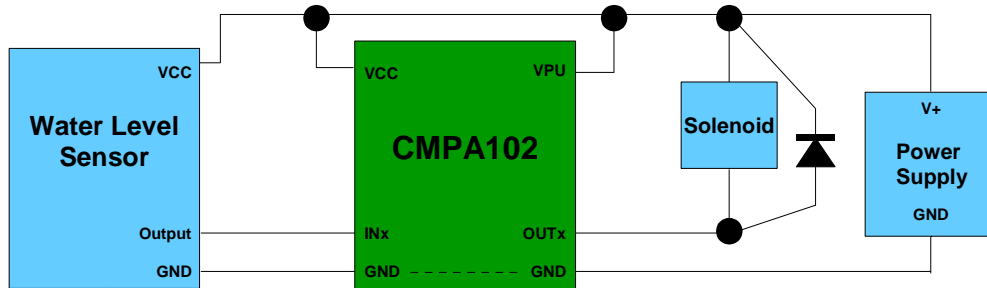 VCC
Water Level
Sensor
Output
GND
VCC
VPU
CMPA102
INx
OUTx
GND
GND
Solenoid
V+
Power
Supply
GND